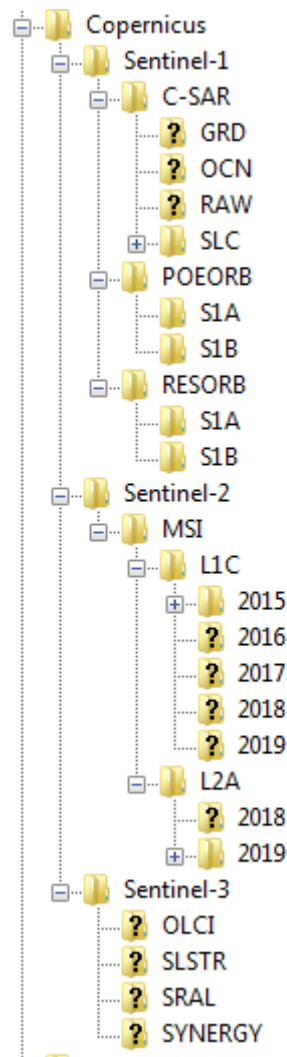 Copernicus
Sentinel-1
C-SAR
GRD
OCN
RAW
SLC
POEORB
S1A
S1B
RESORB
S1A
S1B
Sentinel-2
MSI
L1C
2015
2016
2017
2018
2019
L2A
2018
2019
Sentinel-3
OLCI
SLSTR
SRAL
SYNERGY